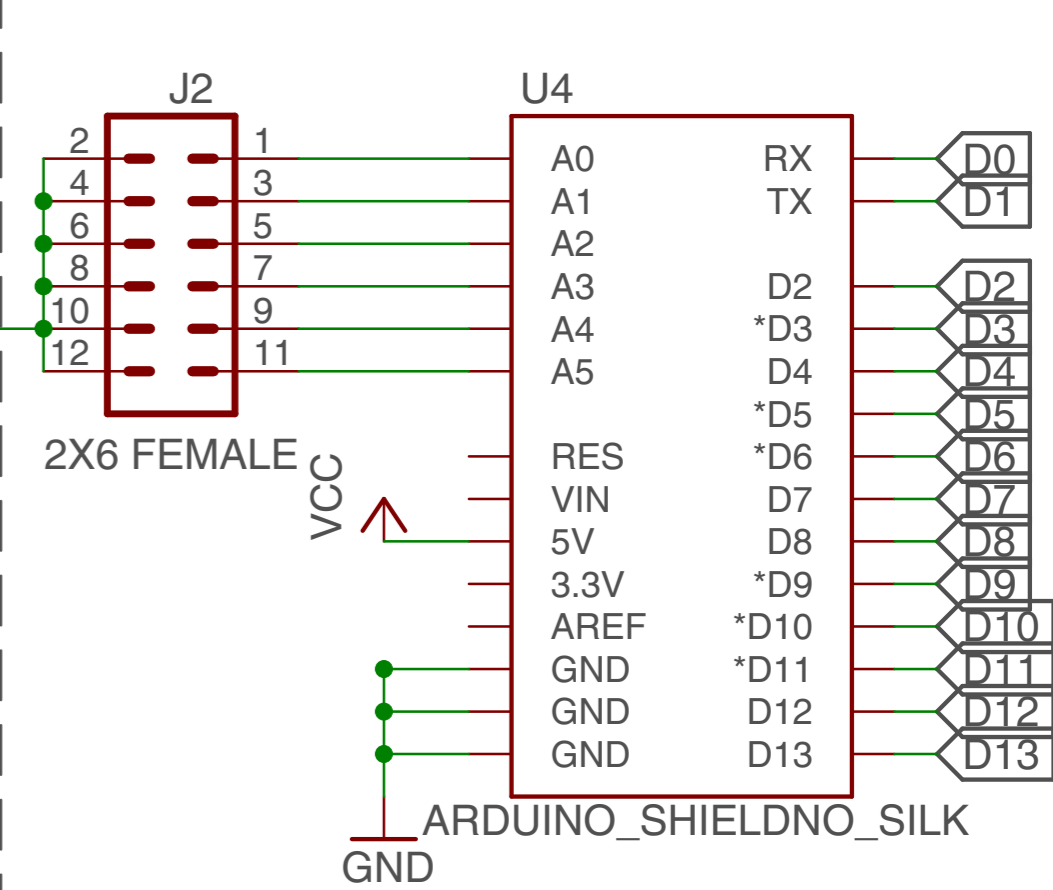 J2 U4
2 1 A0 RX D0
4 3 A1 TX D1
6 5 A2
8 7 A3 D2 D2
10 9 A4 *D3 D3
12 11 A5 D4 D4
*D5 D5
2X6 FEMALE RES *D6 D6
VCC VIN D7 D7
5V D8 D8
3.3V *D9 D9
AREF *D10 D10
GND *D11 D11
GND D12 D12
GND D13 D13
ARDUINO_SHIELDNO_SILK
GND